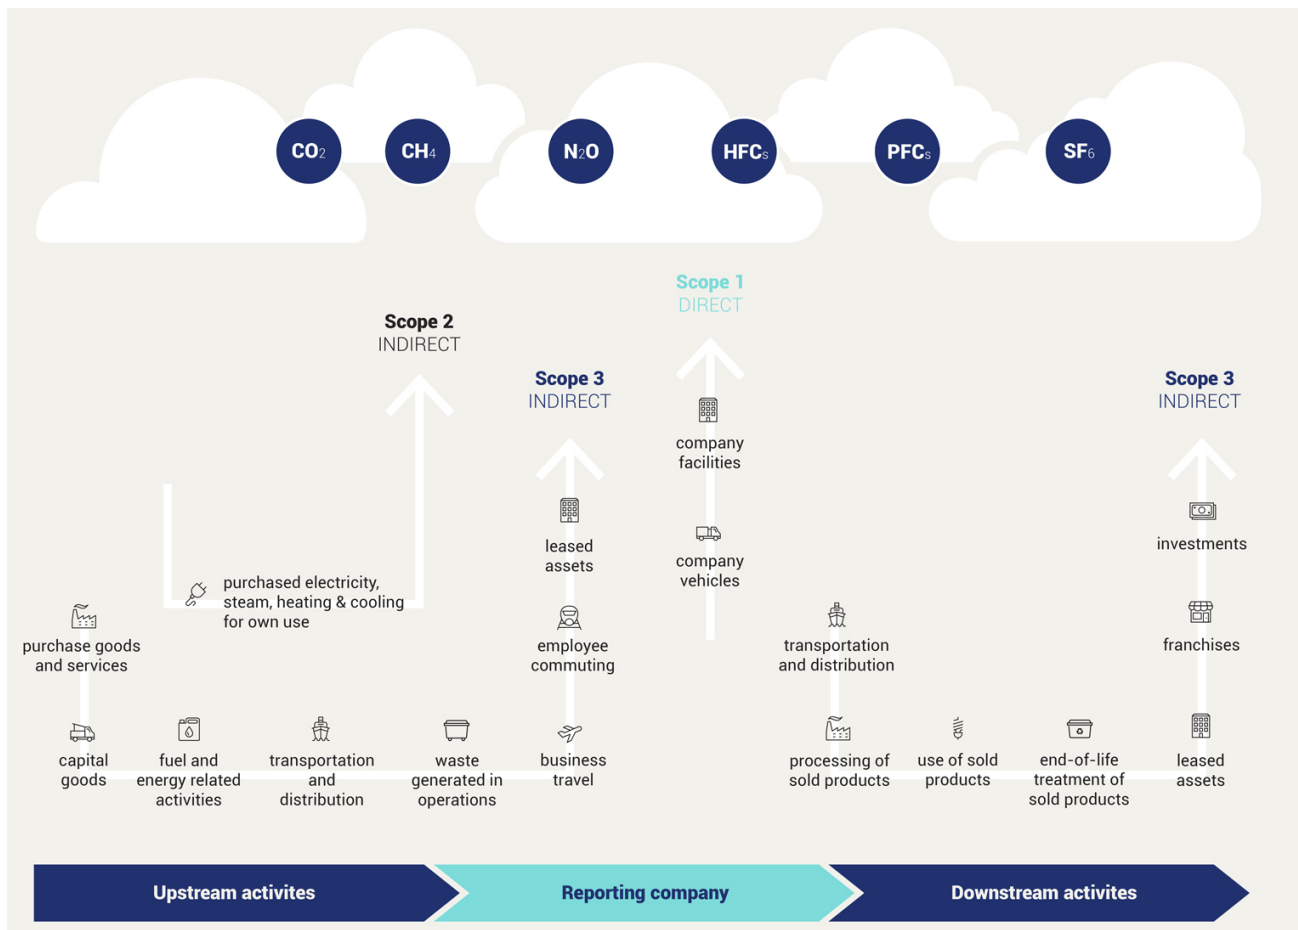 CO2
CH4
N2O
HFCs
PFCs
SF6
Scope 1
DIRECT
Scope 2
INDIRECT
Scope 3
INDIRECT
Scope 3
INDIRECT
company
facilities
company
vehicles
purchased electricity,
steam, heating & cooling
for own use
leased
assets
employee
commuting
investments
franchises
purchase goods
and services
transportation
and distribution
capital
goods
fuel and
energy related
activities
transportation
and
distribution
waste
generated in
operations
business
travel
processing of
sold products
use of sold
products
end-of-life
treatment of
sold products
leased
assets
Upstream activites
Reporting company
Downstream activites